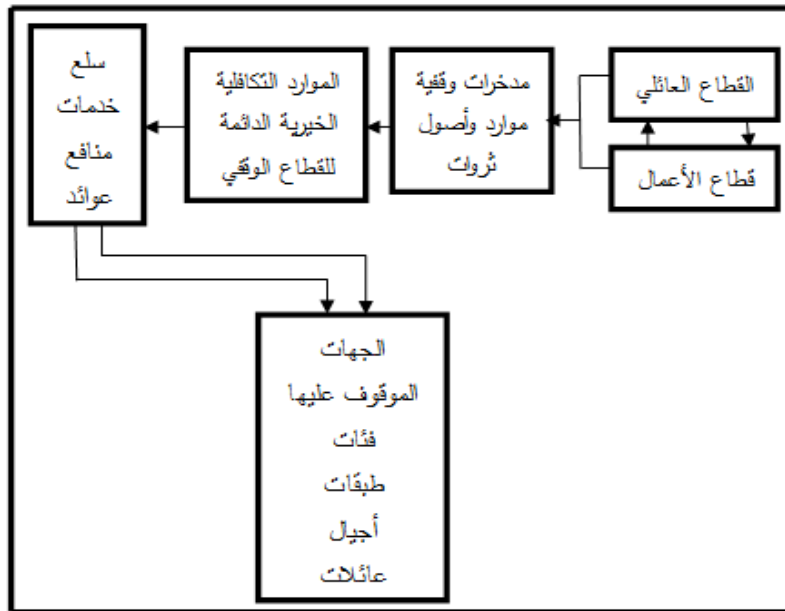 القطاع العائلي
قطاع الأعمال
مدخرات وقفية
موارد وأصول
ثروات
الموارد التكافلية
الخيرية الدائمة
للقطاع الوقفي
سلع
خدمات
منافع
عوائد
الجهات
الموقوف عليها
فئات
طبقات
أجيال
عائلات